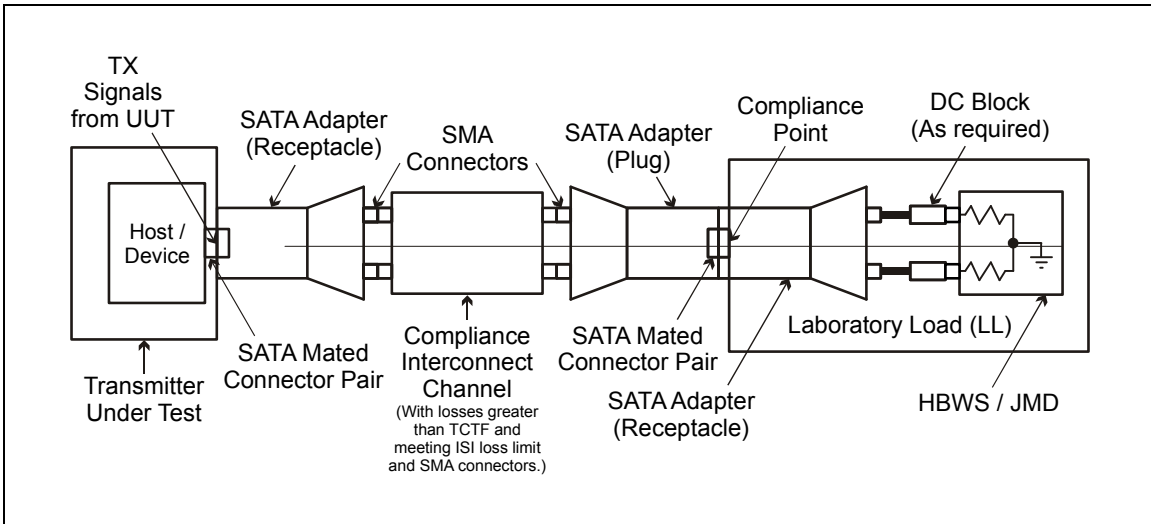 TX
Signals
from UUT
SATA Adapter
(Receptacle)
SMA
Connectors
SATA Adapter
(Plug)
Compliance
Point
DC Block
(As required)
Host /
Device
Laboratory Load (LL)
SATA Mated
Connector Pair
Compliance
Interconnect
Channel
(With losses greater
than TCTF and
meeting ISI loss limit
and SMA connectors.)
SATA Mated
Connector Pair
Transmitter
Under Test
SATA Adapter
(Receptacle)
HBWS / JMD